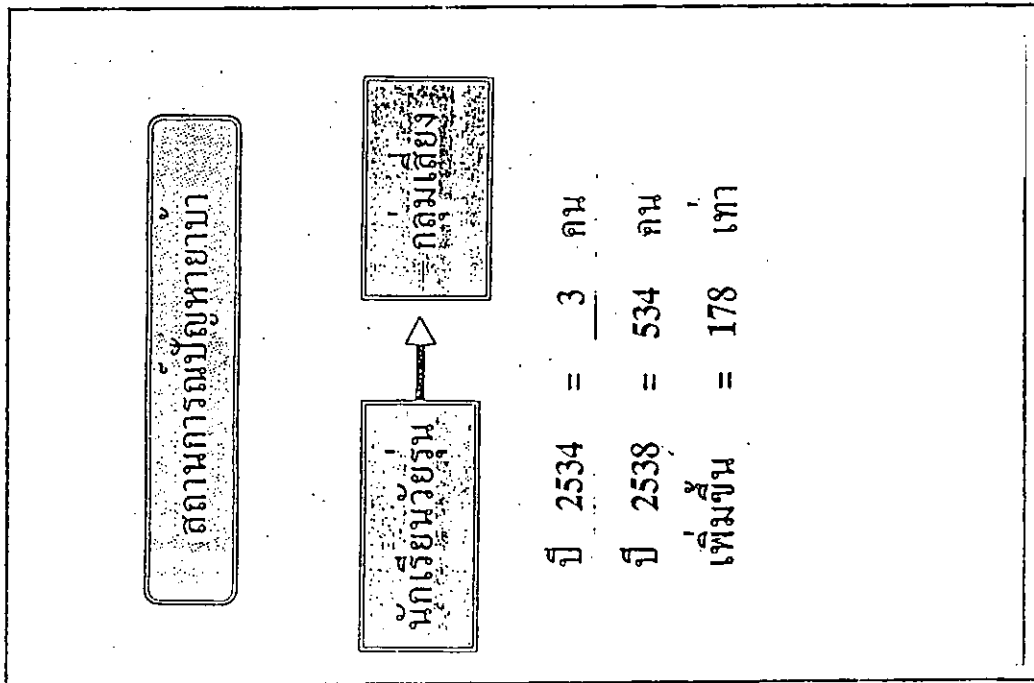 สถานการณ์ปัญหายาบ้า
นักเรียนวัยรุ่น
กลุ่มเสี่ยง
ปี 2534 = 3 คน
ปี 2538 = 534 คน
เพิ่มขึ้น = 178 เท่า